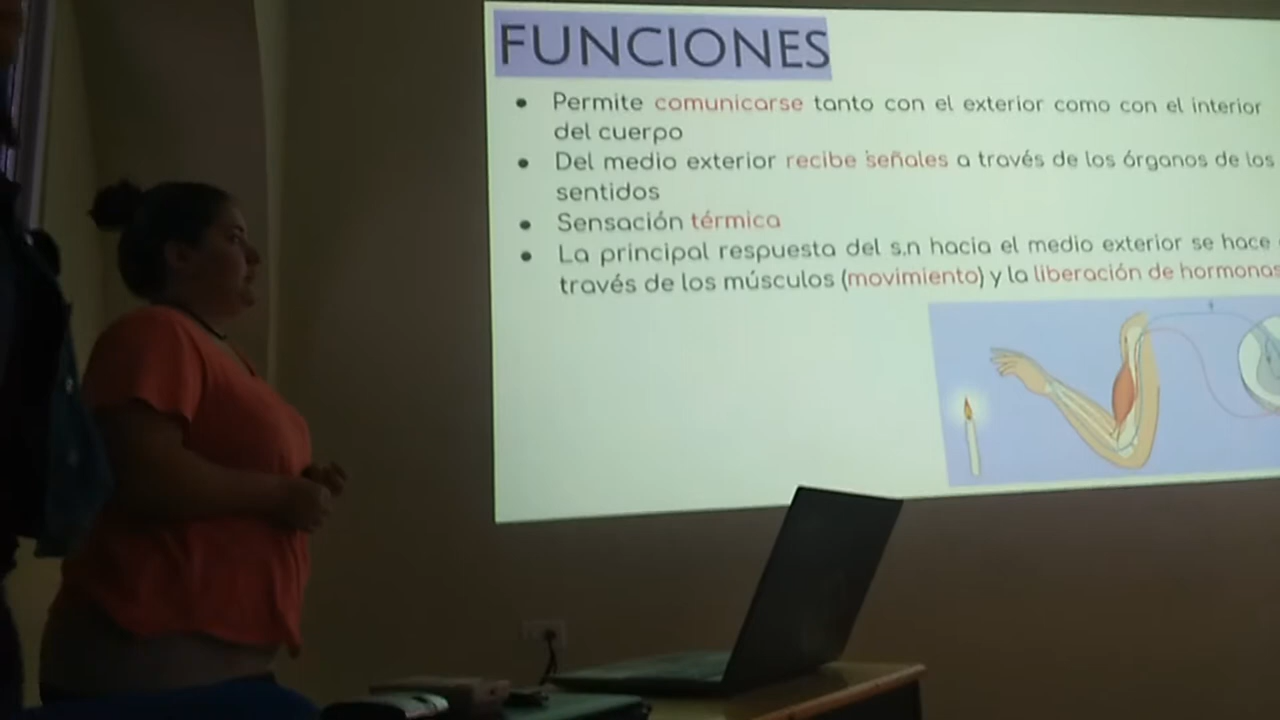 FUNCIONES
• Permite comunicarse tanto con el exterior como con el interior
del cuerpo
• Del medio exterior recibe señales a través de los órganos de los
sentidos
• Sensación térmica
• La principal respuesta del s.n hacia el medio exterior se hace
través de los músculos (movimiento) y la liberación de hormonas